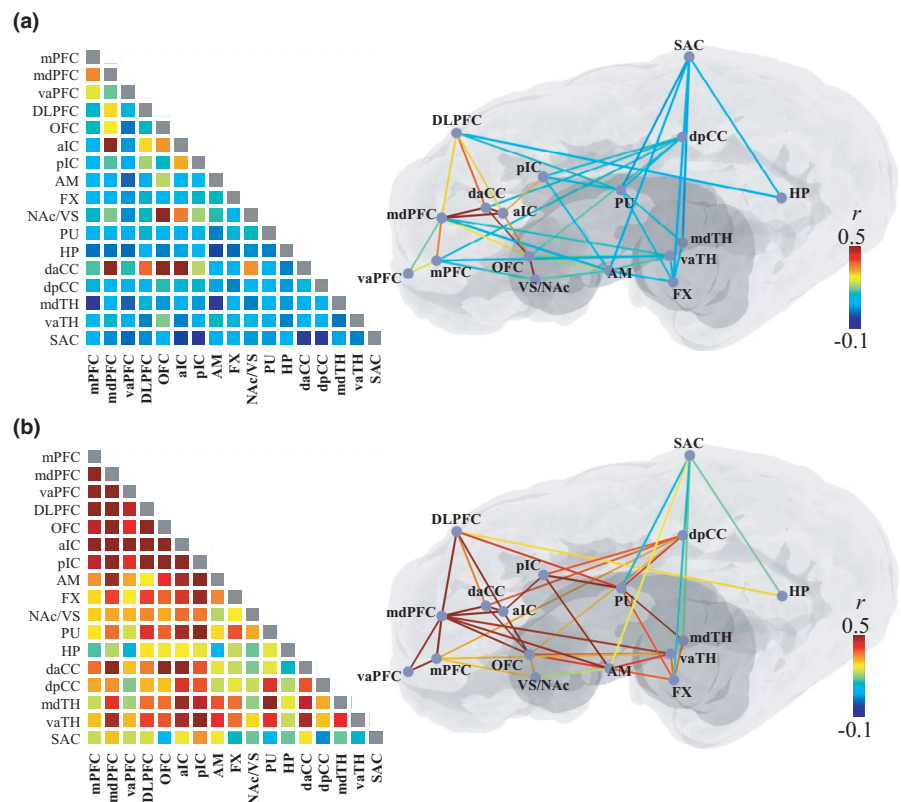 (a)
mPFC
mdPFC
vaPFC
DLPFC
OFC
aIC
pIC
AM
FX
NAc/VS
PU
HP
daCC
dpCC
mdTH
vaTH
SAC
mPFC
mdPFC
vaPFC
DLPFC
OFC
aIC
pIC
AM
FX
NAc/VS
PU
HP
daCC
dpCC
mdTH
vaTH
SAC
SAC
DLPFC
dpCC
pIC
HP
daCC
PU
mdPFC
aIC
r
0.5
mdTH
OFC
vaTH
vaPFC
mPFC
AM
VS/NAc
FX
-0.1
(b)
mPFC
mdPFC
vaPFC
DLPFC
OFC
aIC
pIC
AM
FX
NAc/VS
PU
HP
daCC
dpCC
mdTH
vaTH
SAC
mPFC
mdPFC
vaPFC
DLPFC
OFC
aIC
pIC
AM
FX
NAc/VS
PU
HP
daCC
dpCC
mdTH
vaTH
SAC
SAC
DLPFC
dpCC
pIC
HP
daCC
PU
mdPFC
aIC
r
0.5
mdTH
OFC
vaTH
vaPFC
mPFC
AM
VS/NAc
FX
-0.1